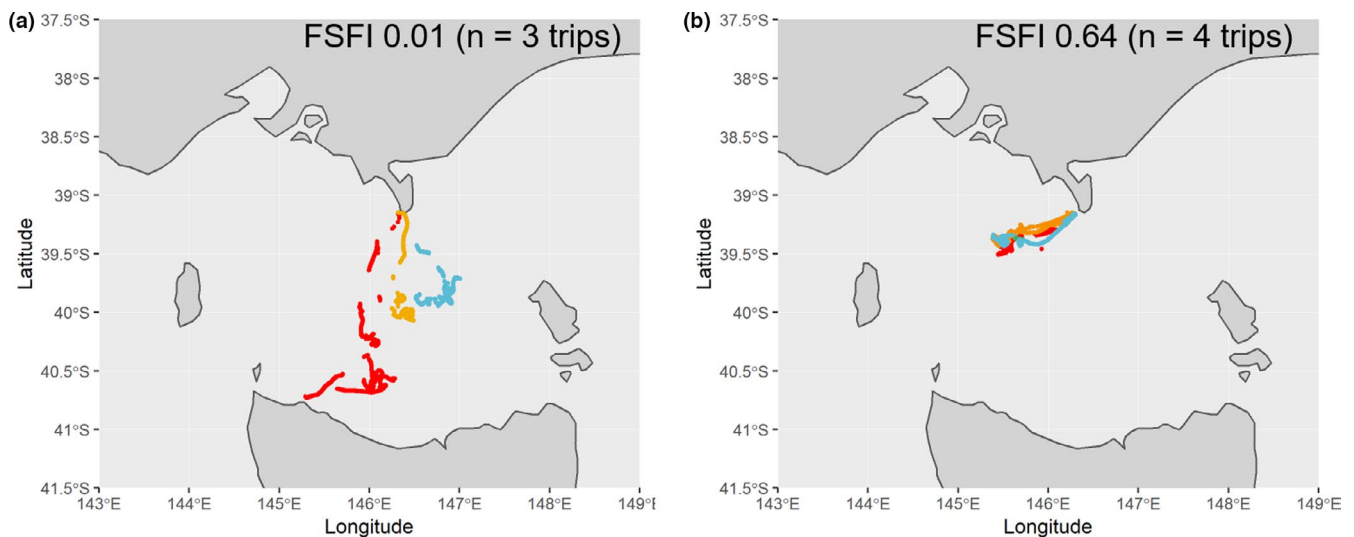 (a)
FSFI 0.01 (n = 3 trips)
37.5°S
38°S
38.5°S
39°S
39.5°S
40°S
40.5°S
41°S
41.5°S
Latitude
143°E
144°E
145°E
146°E
147°E
148°E
149°E
Longitude
(b)
FSFI 0.64 (n = 4 trips)
37.5°S
38°S
38.5°S
39°S
39.5°S
40°S
40.5°S
41°S
41.5°S
Latitude
143°E
144°E
145°E
146°E
147°E
148°E
149°E
Longitude